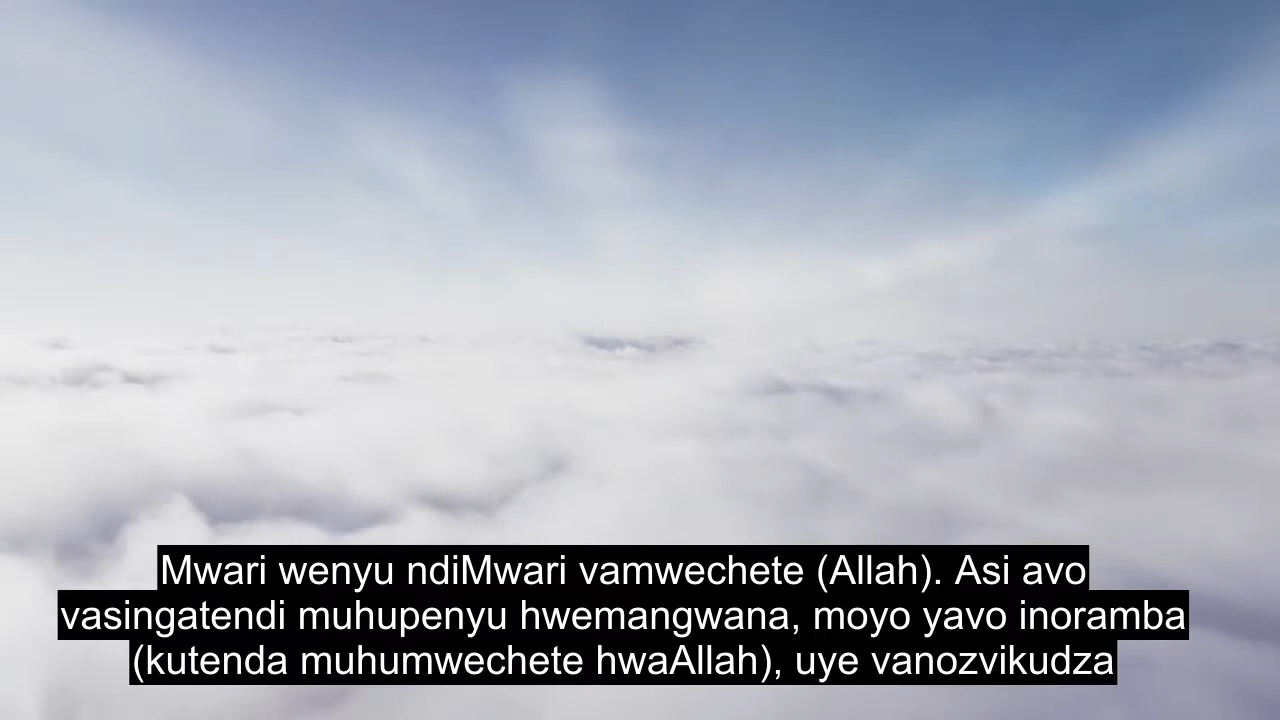 Mwari wenyu ndiMwari vamwechete (Allah). Asi avo
vasingatendi muhupenyu hwemangwana, moyo yavo inoramba
(kutenda muhumwechete hwaAllah), uye vanozvikudza